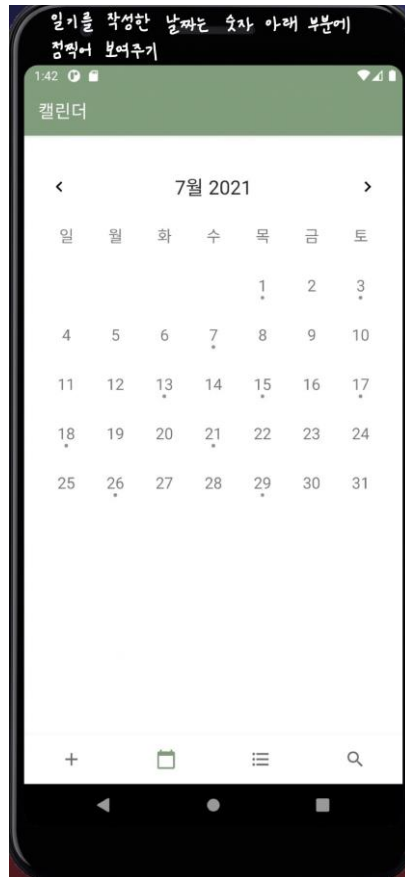 일기를 작성한 날짜는 숫자 아래 부분에
점찍어 보여주기
1:42
캘린더
7월 2021
일 월 화 수 목 금 토
1 2 3
4 5 6 7 8 9 10
11 12 13 14 15 16 17
18 19 20 21 22 23 24
25 26 27 28 29 30 31